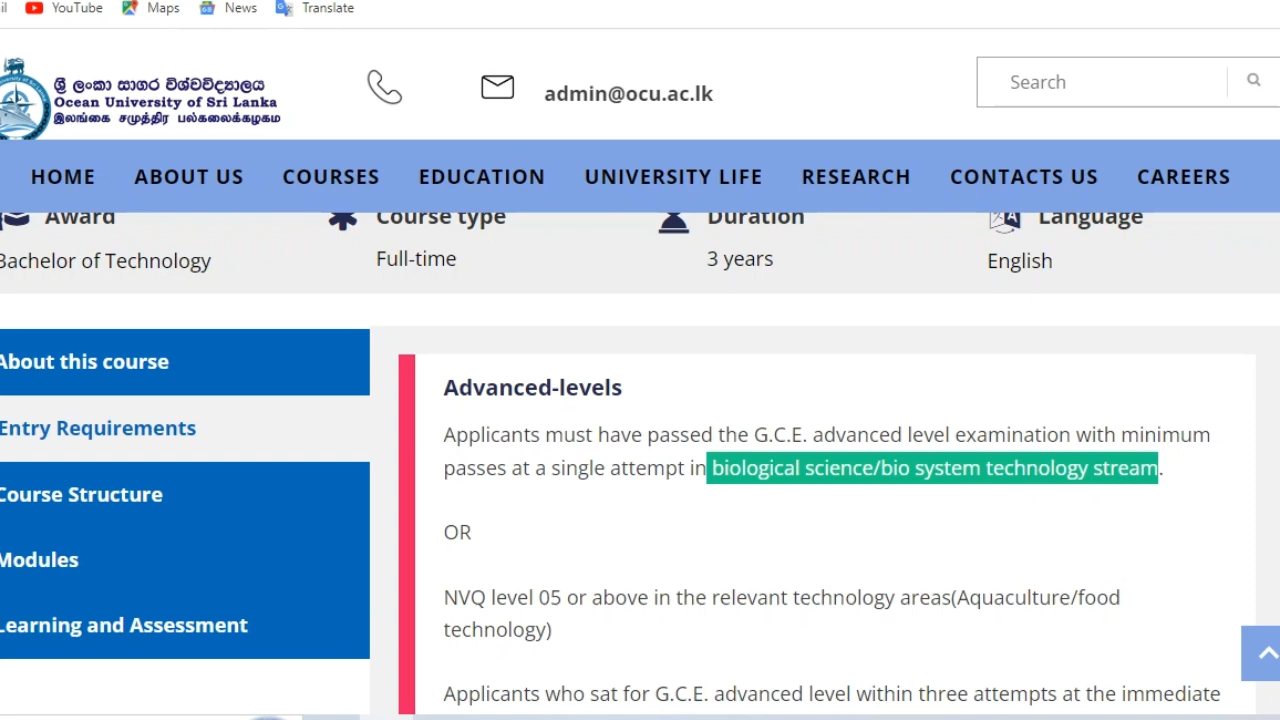 YouTube Maps News Translate
ශ්‍රී ලංකා සාගර විශ්වවිද්‍යාලය
Ocean University of Sri Lanka
இலங்கை சமுத்திர பல்கலைக்கழகம
admin@ocu.ac.lk
Search
HOME ABOUT US COURSES EDUCATION UNIVERSITY LIFE RESEARCH CONTACTS US CAREERS
Award Course type Duration Language
Bachelor of Technology Full-time 3 years English
About this course
Entry Requirements
Course Structure
Modules
Learning and Assessment
Advanced-levels
Applicants must have passed the G.C.E. advanced level examination with minimum
passes at a single attempt in biological science/bio system technology stream.
OR
NVQ level 05 or above in the relevant technology areas(Aquaculture/food
technology)
Applicants who sat for G.C.E. advanced level within three attempts at the immediate